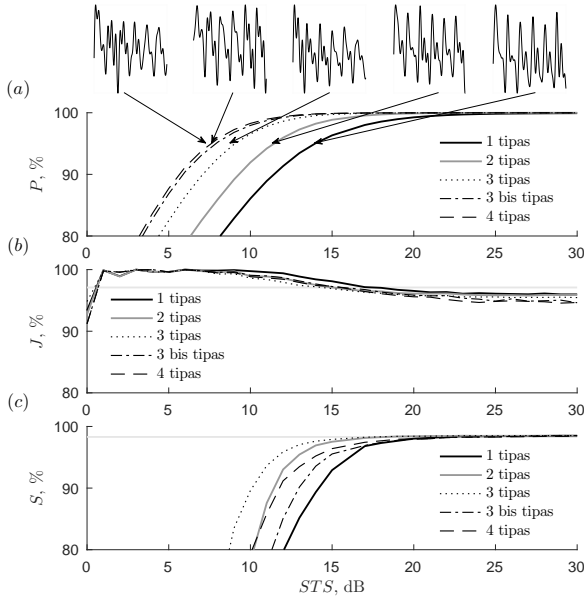 (a)
100
90
80
P, %
0
5
10
15
20
25
30
1 tipas
2 tipas
3 tipas
3 bis tipas
4 tipas
(b)
100
90
80
J, %
1 tipas
2 tipas
3 tipas
3 bis tipas
4 tipas
0
5
10
15
20
25
30
(c)
100
90
80
S, %
1 tipas
2 tipas
3 tipas
3 bis tipas
4 tipas
0
5
10
15
20
25
30
STS, dB